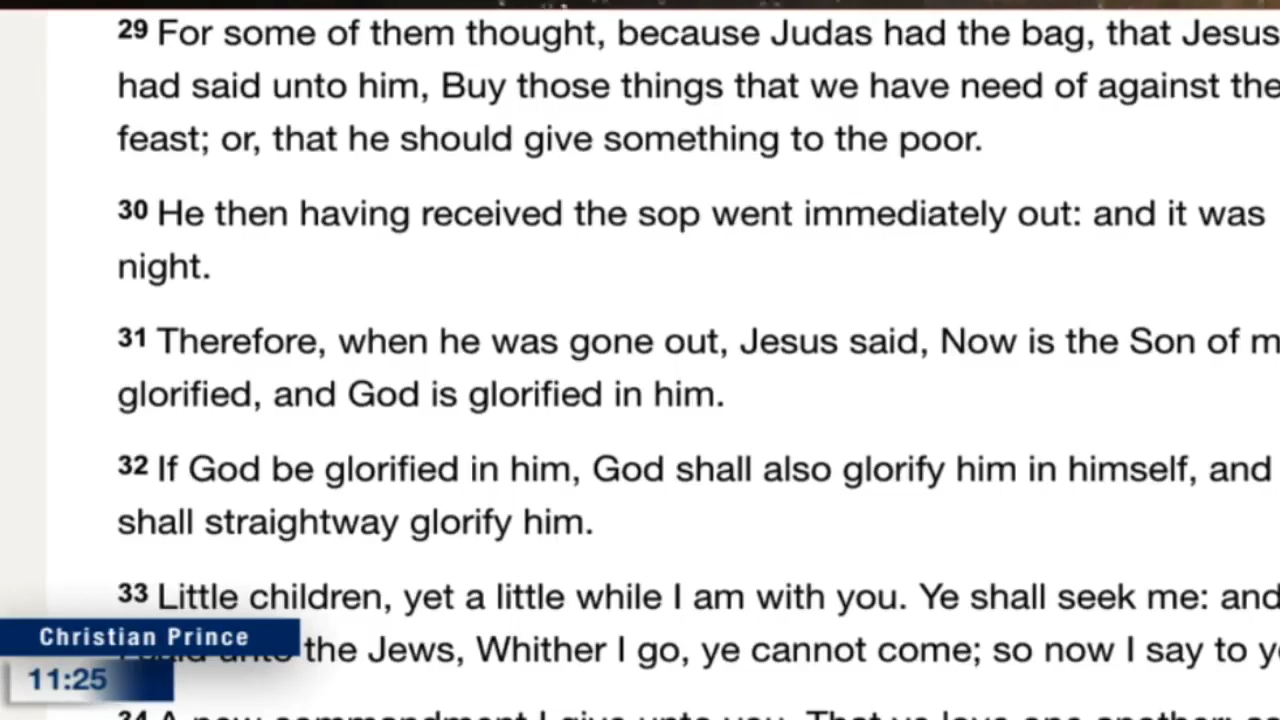 29 For some of them thought, because Judas had the bag, that Jesus
had said unto him, Buy those things that we have need of against the
feast; or, that he should give something to the poor.
30 He then having received the sop went immediately out: and it was
night.
31 Therefore, when he was gone out, Jesus said, Now is the Son of m
glorified, and God is glorified in him.
32 If God be glorified in him, God shall also glorify him in himself, and
shall straightway glorify him.
33 Little children, yet a little while I am with you. Ye shall seek me: and
the Jews, Whither I go, ye cannot come; so now I say to y
Christian Prince
11:25
34 A new commandment I give unto you, That ye love one another; as